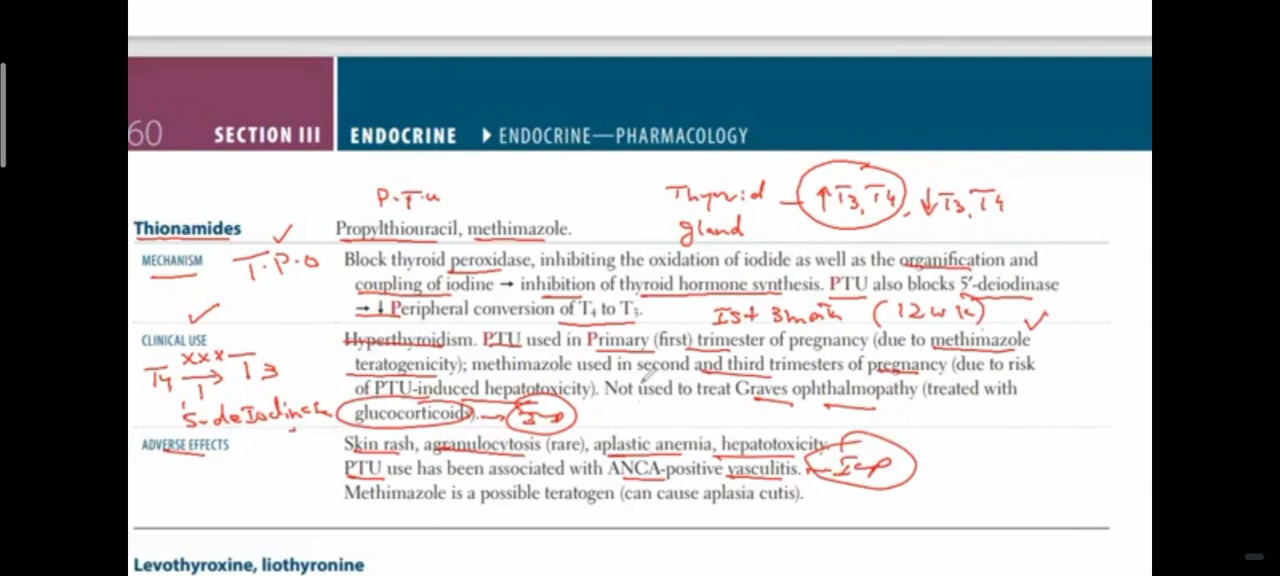 60 SECTION III ENDOCRINE ▶ ENDOCRINE—PHARMACOLOGY
P.T.U
Thyroid gland — ↑T3, T4, ↓T3, T4
Thionamides
Propylthiouracil, methimazole.
MECHANISM
T.P.O
Block thyroid peroxidase, inhibiting the oxidation of iodide as well as the organification and
coupling of iodine → inhibition of thyroid hormone synthesis. PTU also blocks 5′-deiodinase
→ ↓ Peripheral conversion of T4 to T3.
Ist 3 month (12 wk)
CLINICAL USE
Hyperthyroidism. PTU used in Primary (first) trimester of pregnancy (due to methimazole
teratogenicity); methimazole used in second and third trimesters of pregnancy (due to risk
of PTU-induced hepatotoxicity). Not used to treat Graves ophthalmopathy (treated with
glucocorticoids).
xxx
T4 → T3
5-deIodinase
ADVERSE EFFECTS
Skin rash, agranulocytosis (rare), aplastic anemia, hepatotoxicity.
PTU use has been associated with ANCA-positive vasculitis.
Methimazole is a possible teratogen (can cause aplasia cutis).
Levothyroxine, liothyronine